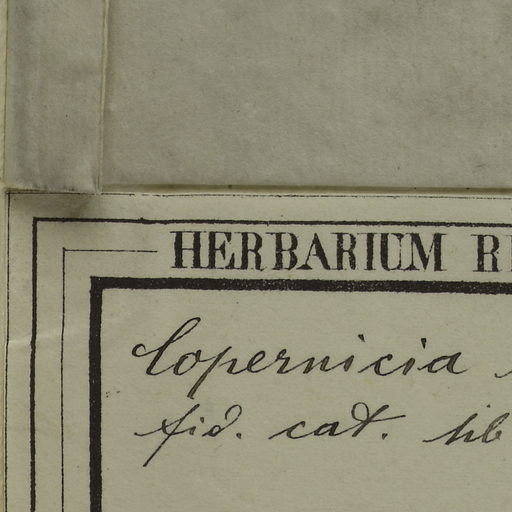 HERBARIUM R
Copernicia
fid. cat.